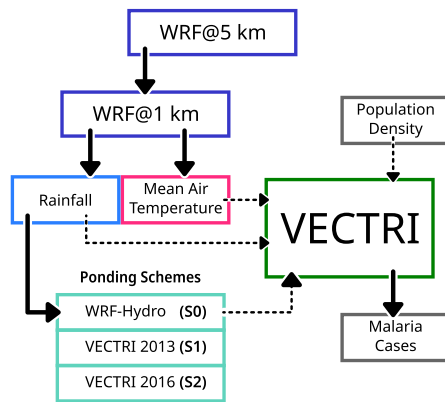 WRF@5 km
WRF@1 km
Population
Density
Rainfall
Mean Air
Temperature
VECTRI
Ponding Schemes
WRF-Hydro (S0)
VECTRI 2013 (S1)
VECTRI 2016 (S2)
Malaria
Cases